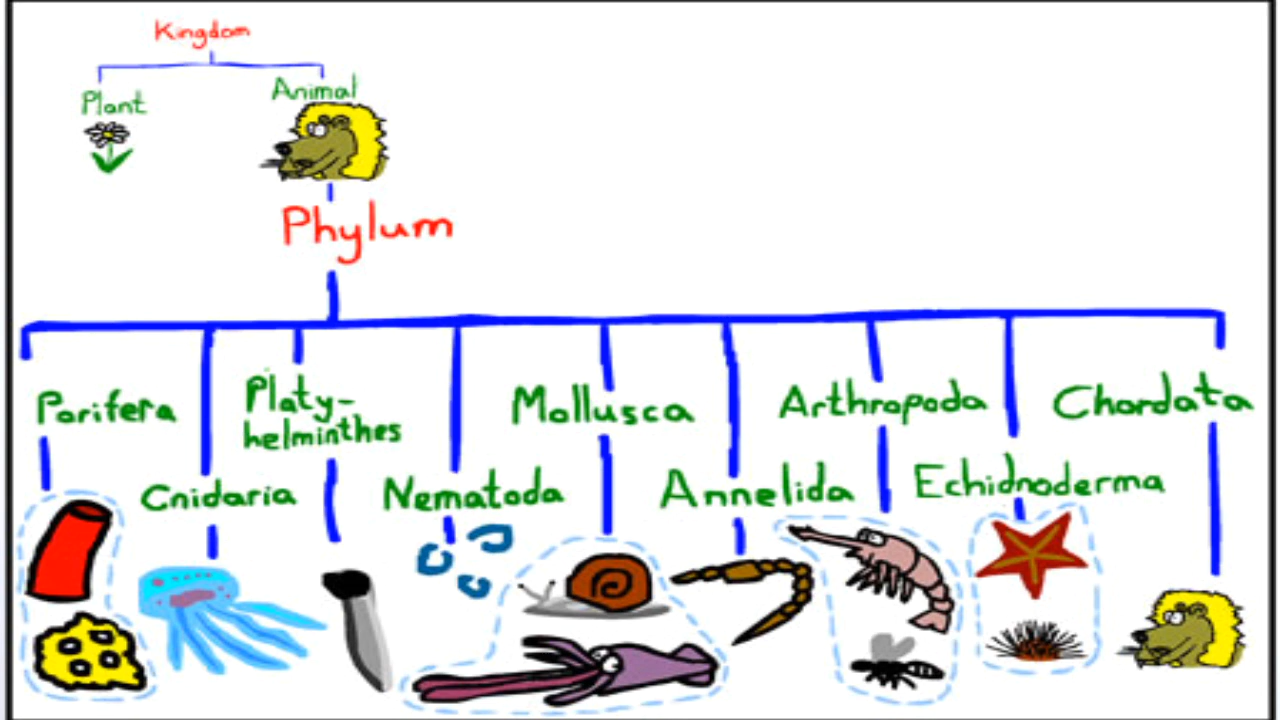 Kingdom
Plant
Animal
Phylum
Porifera
Cnidaria
Platy-
helminthes
Nematoda
Mollusca
Annelida
Arthropoda
Echidnoderma
Chordata